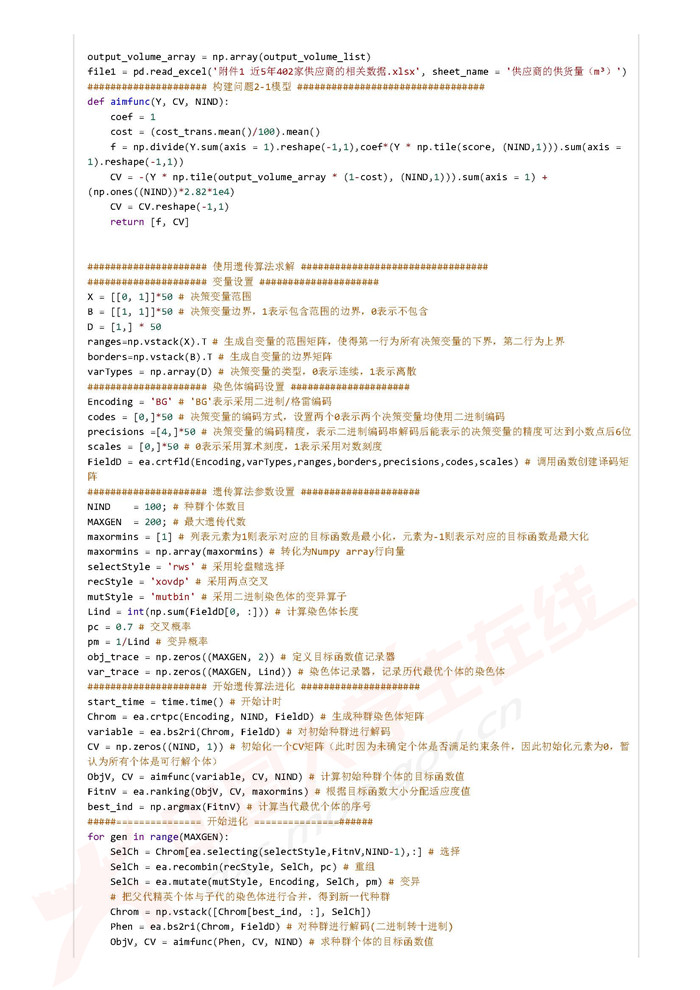 output_volume_array = np.array(output_volume_list)
file1 = pd.read_excel('附件1 近5年402家供应商的相关数据.xlsx', sheet_name = '供应商的供货量（m³）')
##################### 构建问题2-1模型 #################################
def aimfunc(Y, CV, NIND):
    coef = 1
    cost = (cost_trans.mean()/100).mean()
    f = np.divide(Y.sum(axis = 1).reshape(-1,1),coef*(Y * np.tile(score, (NIND,1))).sum(axis =
1).reshape(-1,1))
    CV = -(Y * np.tile(output_volume_array * (1-cost), (NIND,1))).sum(axis = 1) +
(np.ones((NIND))*2.82*1e4)
    CV = CV.reshape(-1,1)
    return [f, CV]
##################### 使用遗传算法求解 #################################
##################### 变量设置 #####################
X = [[0, 1]]*50 # 决策变量范围
B = [[1, 1]]*50 # 决策变量边界，1表示包含范围的边界，0表示不包含
D = [1,] * 50
ranges=np.vstack(X).T # 生成自变量的范围矩阵，使得第一行为所有决策变量的下界，第二行为上界
borders=np.vstack(B).T # 生成自变量的边界矩阵
varTypes = np.array(D) # 决策变量的类型，0表示连续，1表示离散
##################### 染色体编码设置 #####################
Encoding = 'BG' # 'BG'表示采用二进制/格雷编码
codes = [0,]*50 # 决策变量的编码方式，设置两个0表示两个决策变量均使用二进制编码
precisions =[4,]*50 # 决策变量的编码精度，表示二进制编码串解码后能表示的决策变量的精度可达到小数点后6位
scales = [0,]*50 # 0表示采用算术刻度，1表示采用对数刻度
FieldD = ea.crtfld(Encoding,varTypes,ranges,borders,precisions,codes,scales) # 调用函数创建译码矩
阵
##################### 遗传算法参数设置 #####################
NIND    = 100; # 种群个体数目
MAXGEN  = 200; # 最大遗传代数
maxormins = [1] # 列表元素为1则表示对应的目标函数是最小化，元素为-1则表示对应的目标函数是最大化
maxormins = np.array(maxormins) # 转化为Numpy array行向量
selectStyle = 'rws' # 采用轮盘赌选择
recStyle = 'xovdp' # 采用两点交叉
mutStyle = 'mutbin' # 采用二进制染色体的变异算子
Lind = int(np.sum(FieldD[0, :])) # 计算染色体长度
pc = 0.7 # 交叉概率
pm = 1/Lind # 变异概率
obj_trace = np.zeros((MAXGEN, 2)) # 定义目标函数值记录器
var_trace = np.zeros((MAXGEN, Lind)) # 染色体记录器，记录历代最优个体的染色体
##################### 开始遗传算法进化 #####################
start_time = time.time() # 开始计时
Chrom = ea.crtpc(Encoding, NIND, FieldD) # 生成种群染色体矩阵
variable = ea.bs2ri(Chrom, FieldD) # 对初始种群进行解码
CV = np.zeros((NIND, 1)) # 初始化一个CV矩阵（此时因为未确定个体是否满足约束条件，因此初始化元素为0，暂
认为所有个体是可行解个体）
ObjV, CV = aimfunc(variable, CV, NIND) # 计算初始种群个体的目标函数值
FitnV = ea.ranking(ObjV, CV, maxormins) # 根据目标函数大小分配适应度值
best_ind = np.argmax(FitnV) # 计算当代最优个体的序号
#####=============== 开始进化 ===============######
for gen in range(MAXGEN):
    SelCh = Chrom[ea.selecting(selectStyle,FitnV,NIND-1),:] # 选择
    SelCh = ea.recombin(recStyle, SelCh, pc) # 重组
    SelCh = ea.mutate(mutStyle, Encoding, SelCh, pm) # 变异
    # 把父代精英个体与子代的染色体进行合并，得到新一代种群
    Chrom = np.vstack([Chrom[best_ind, :], SelCh])
    Phen = ea.bs2ri(Chrom, FieldD) # 对种群进行解码(二进制转十进制)
    ObjV, CV = aimfunc(Phen, CV, NIND) # 求种群个体的目标函数值